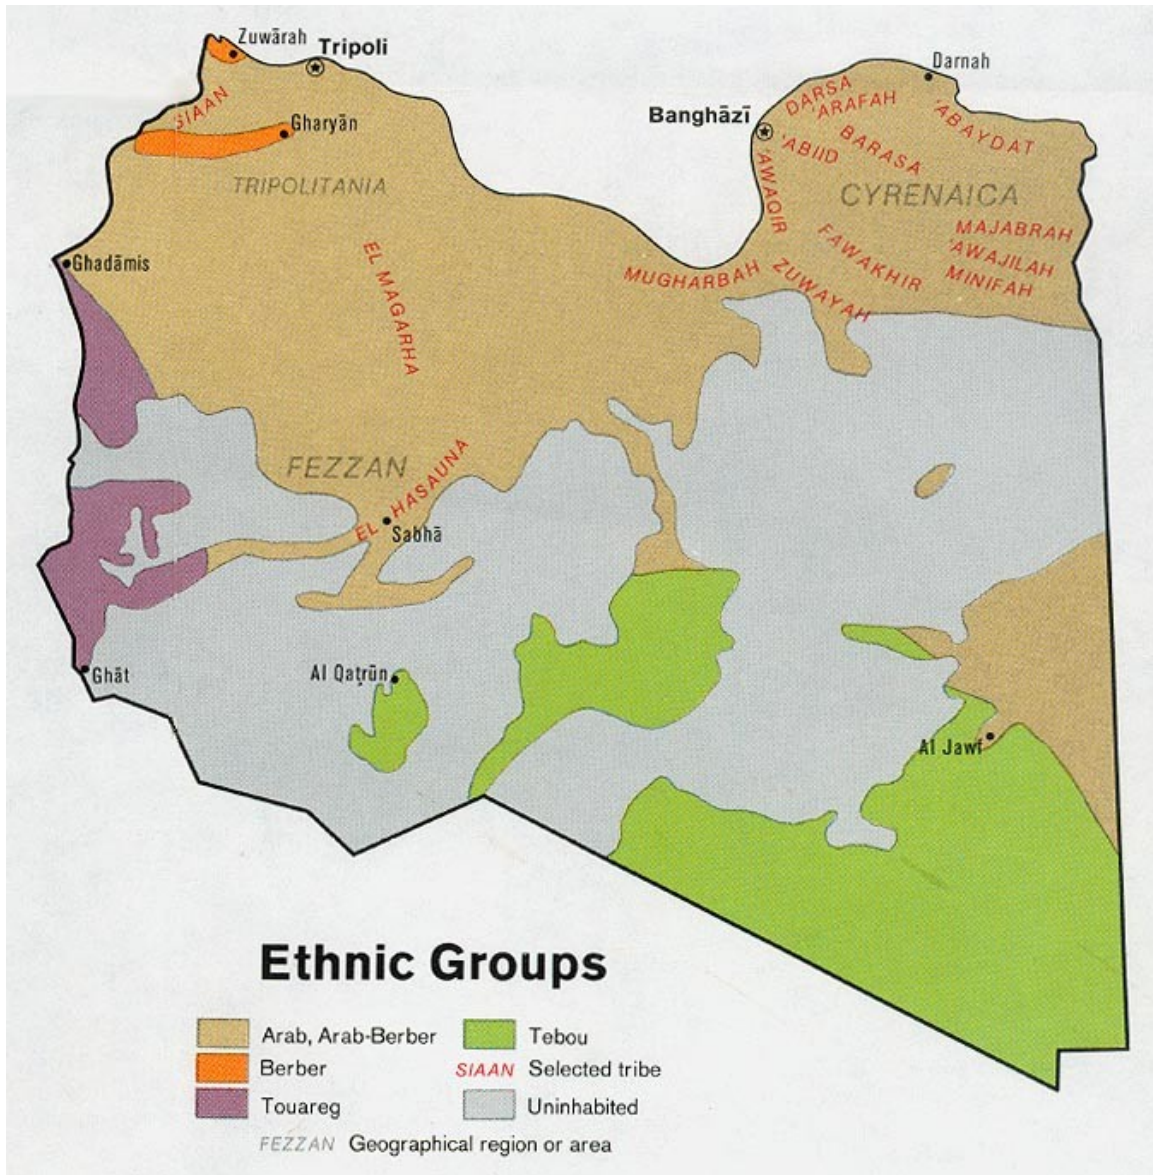 Zuwārah
Tripoli
Darnah
SIAAN
DARSA
'ARAFAH
'ABAYDAT
Banghāzī
Gharyān
BARASA
'ABIID
TRIPOLITANIA
'AWAQIR
CYRENAICA
Ghadāmis
EL MAGARHA
MUGHARBAH
ZUWAYAH
FAWAKHIR
MAJABRAH
'AWAJILAH
MINIFAH
FEZZAN
EL HASAUNA
Sabhā
Ghāt
Al Qaṭrūn
Al Jawf
Ethnic Groups
Arab, Arab-Berber
Tebou
Berber
SIAAN Selected tribe
Touareg
Uninhabited
FEZZAN Geographical region or area